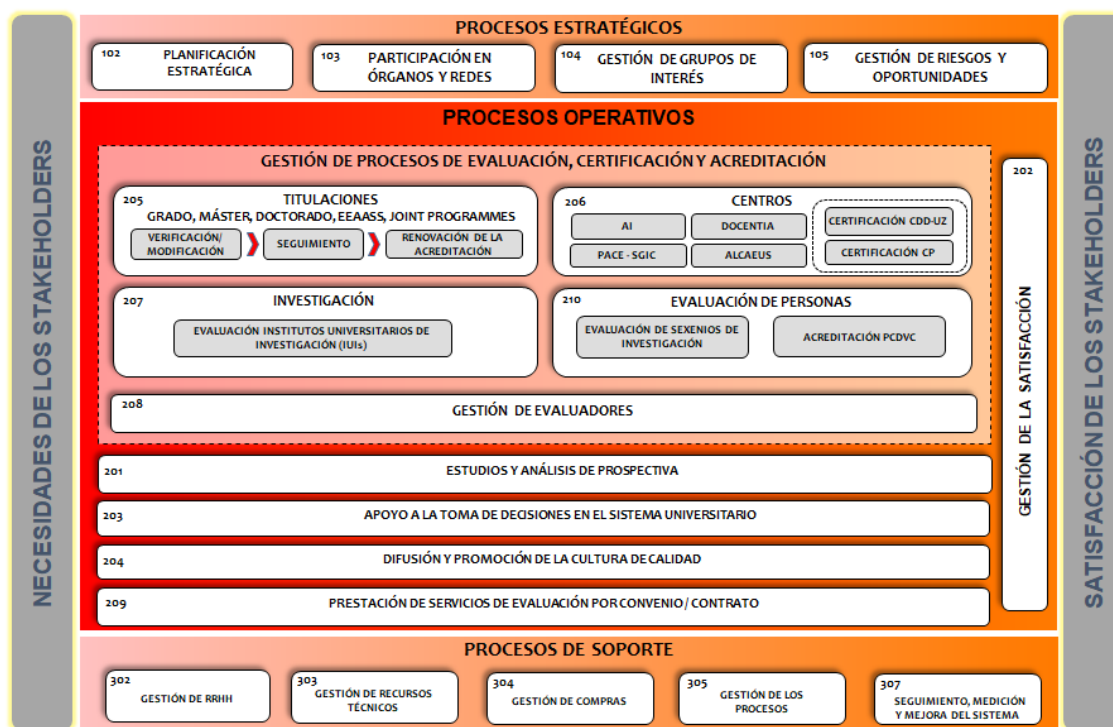 NECESIDADES DE LOS STAKEHOLDERS
PROCESOS ESTRATÉGICOS
102
PLANIFICACIÓN
ESTRATÉGICA
103
PARTICIPACIÓN EN
ÓRGANOS Y REDES
104
GESTIÓN DE GRUPOS DE
INTERÉS
105
GESTIÓN DE RIESGOS Y
OPORTUNIDADES
PROCESOS OPERATIVOS
GESTIÓN DE PROCESOS DE EVALUACIÓN, CERTIFICACIÓN Y ACREDITACIÓN
205
TITULACIONES
GRADO, MÁSTER, DOCTORADO, EEAASS, JOINT PROGRAMMES
VERIFICACIÓN/
MODIFICACIÓN
SEGUIMIENTO
RENOVACIÓN DE LA
ACREDITACIÓN
206
CENTROS
AI
DOCENTIA
CERTIFICACIÓN CDD-UZ
PACE - SGIC
ALCAEUS
CERTIFICACIÓN CP
207
INVESTIGACIÓN
EVALUACIÓN INSTITUTOS UNIVERSITARIOS DE
INVESTIGACIÓN (IUIs)
210
EVALUACIÓN DE PERSONAS
EVALUACIÓN DE SEXENIOS DE
INVESTIGACIÓN
ACREDITACIÓN PCDVC
208
GESTIÓN DE EVALUADORES
201
ESTUDIOS Y ANÁLISIS DE PROSPECTIVA
203
APOYO A LA TOMA DE DECISIONES EN EL SISTEMA UNIVERSITARIO
204
DIFUSIÓN Y PROMOCIÓN DE LA CULTURA DE CALIDAD
209
PRESTACIÓN DE SERVICIOS DE EVALUACIÓN POR CONVENIO / CONTRATO
202
GESTIÓN DE LA SATISFACCIÓN
PROCESOS DE SOPORTE
302
GESTIÓN DE RRHH
303
GESTIÓN DE RECURSOS
TÉCNICOS
304
GESTIÓN DE COMPRAS
305
GESTIÓN DE LOS
PROCESOS
307
SEGUIMIENTO, MEDICIÓN
Y MEJORA DEL SISTEMA
SATISFACCIÓN DE LOS STAKEHOLDERS